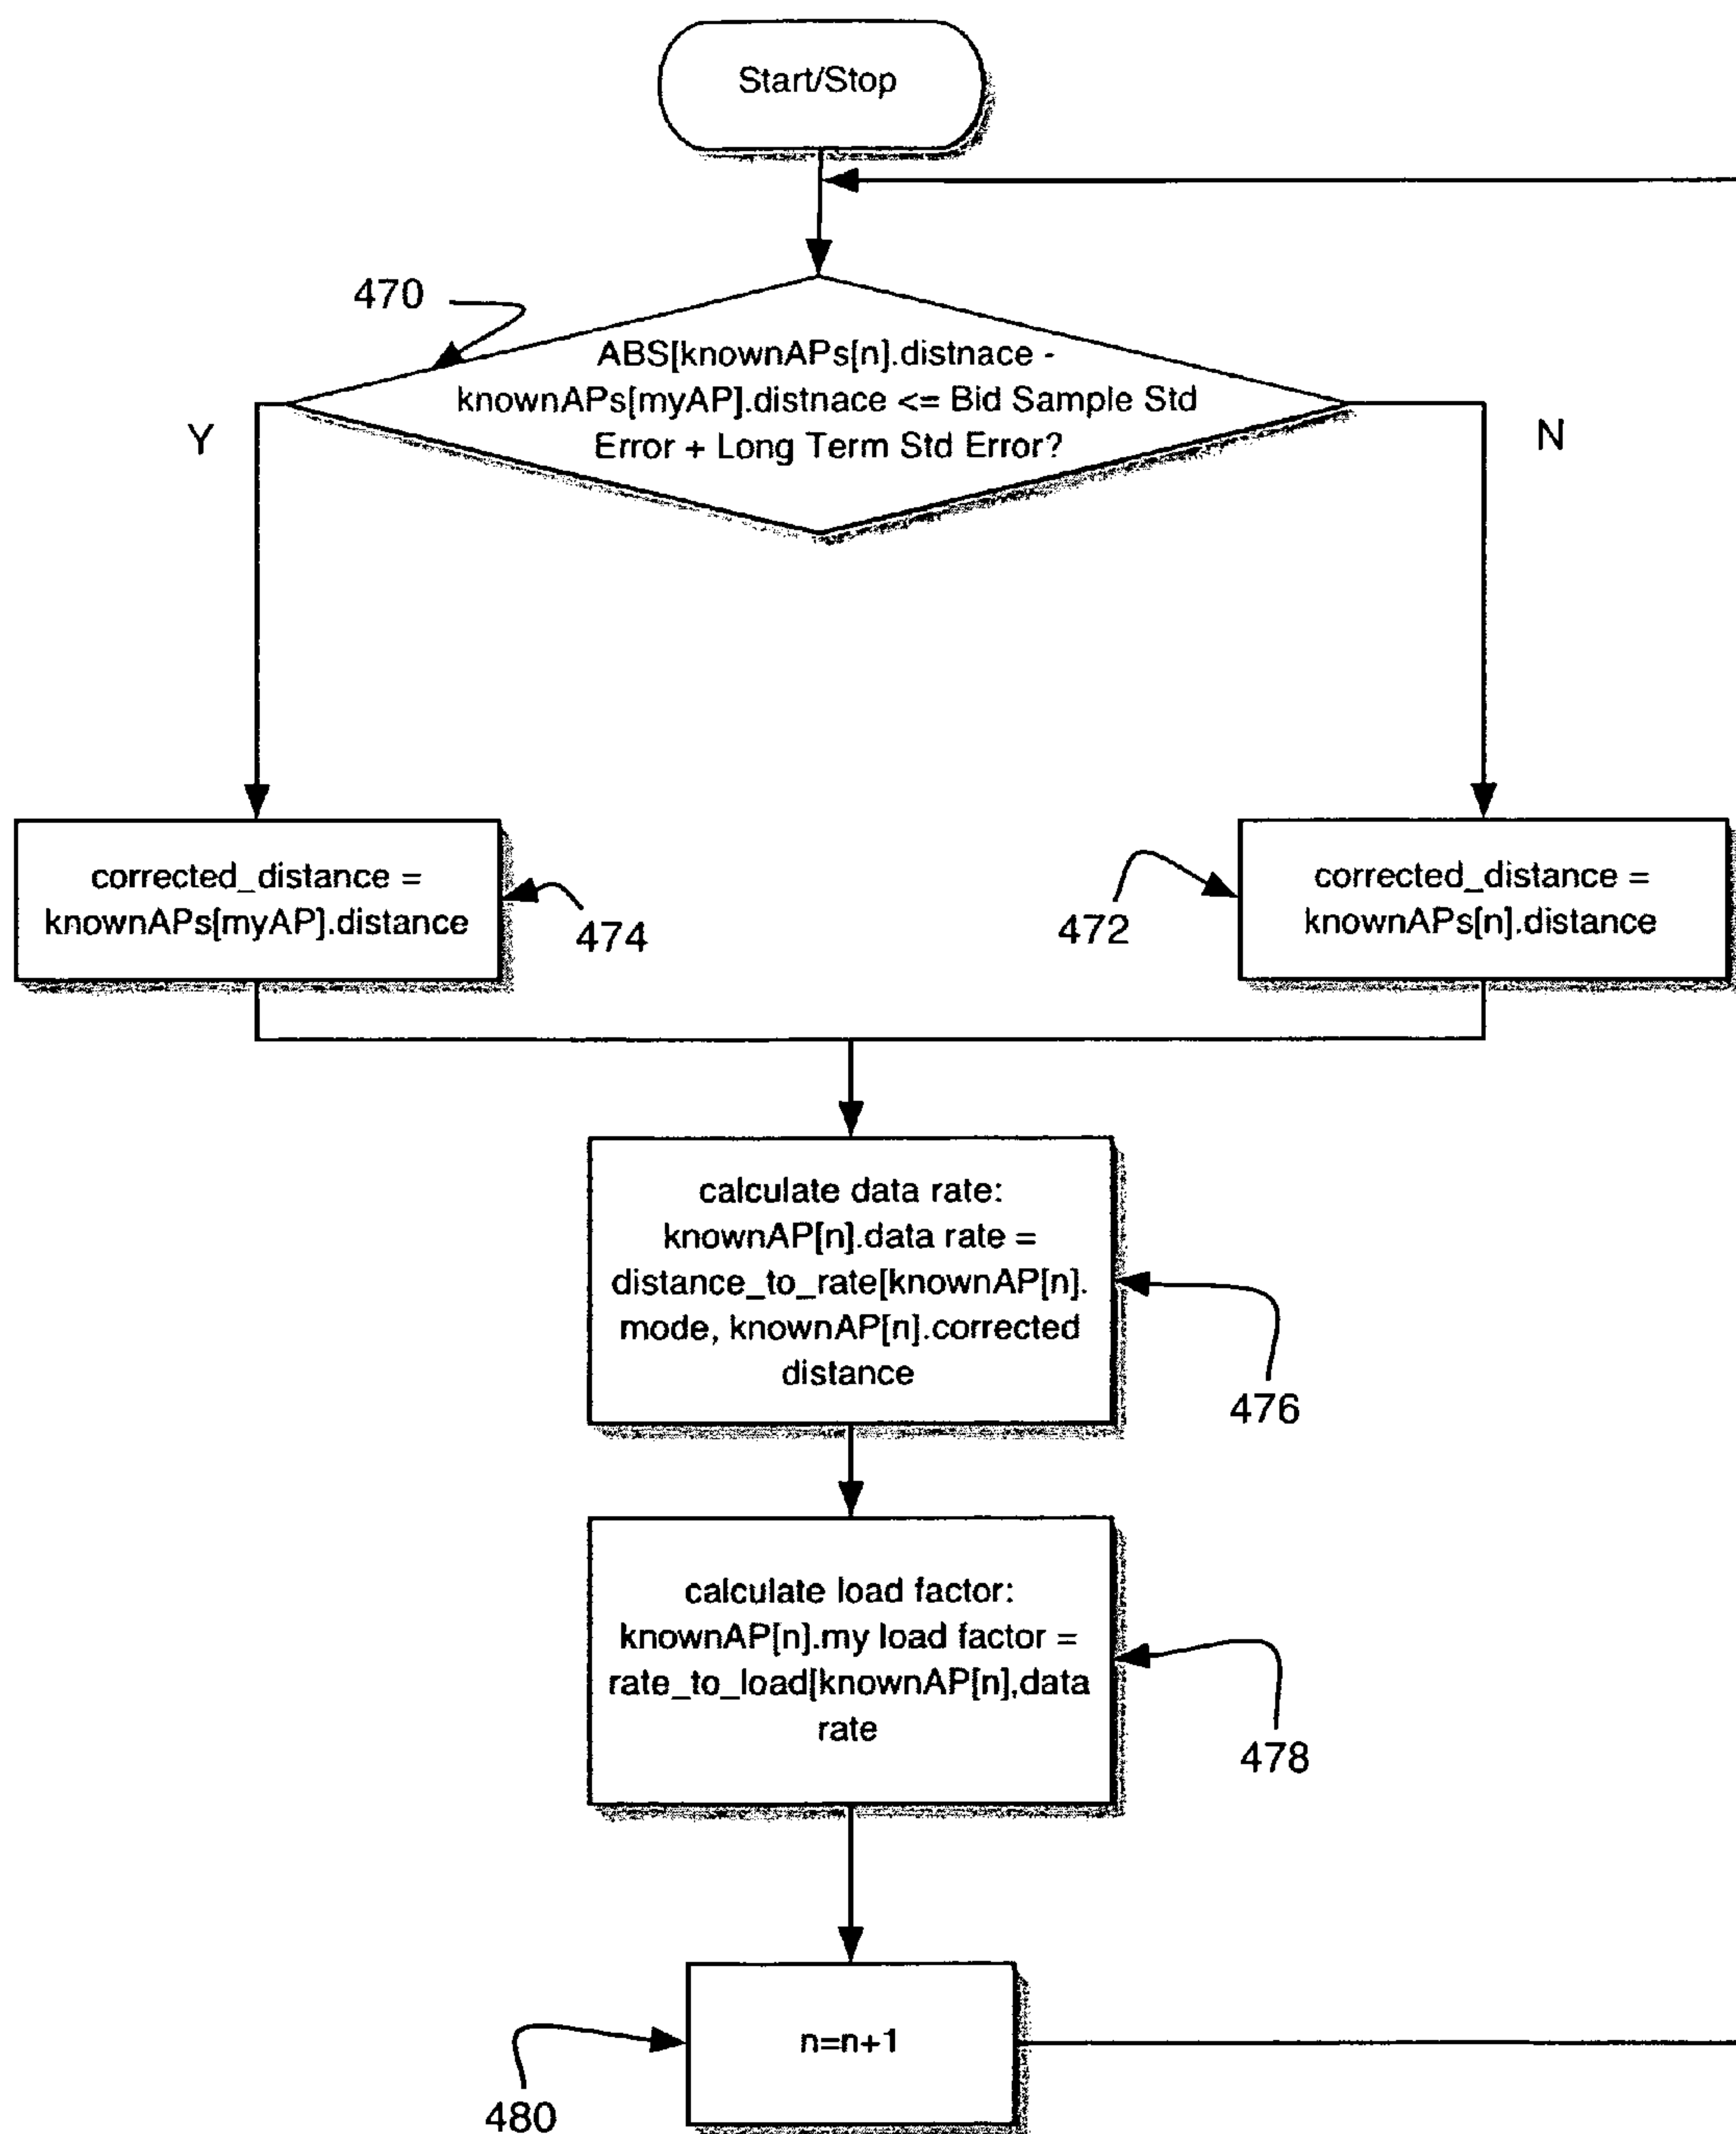 Start/Stop
470
ABS[knownAPs[n].distnace -
knownAPs[myAP].distnace <= Bid Sample Std
Error + Long Term Std Error?
Y
N
corrected_distance =
knownAPs[myAP].distance
474
472
corrected_distance =
knownAPs[n].distance
calculate data rate:
knownAP[n].data rate =
distance_to_rate[knownAP[n].
mode, knownAP[n].corrected
distance
476
calculate load factor:
knownAP[n].my load factor =
rate_to_load[knownAP[n],data
rate
478
n=n+1
480